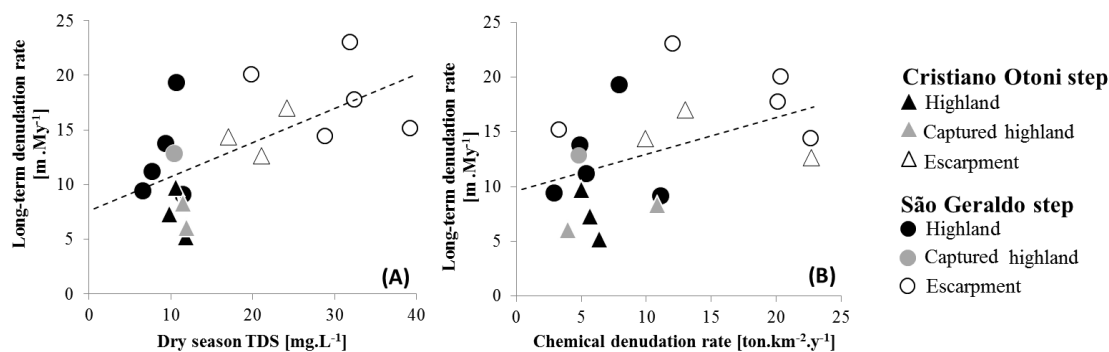 Long-term denudation rate
[m .My⁻¹]
25
20
15
10
5
0
0
10
20
30
40
Dry season TDS [mg.L⁻¹]
(A)
Long-term denudation rate
[m .My⁻¹]
25
20
15
10
5
0
0
5
10
15
20
25
Chemical denudation rate [ton.km⁻².y⁻¹]
(B)
Cristiano Otoni step
Highland
Captured highland
Escarpment
São Geraldo step
Highland
Captured highland
Escarpment